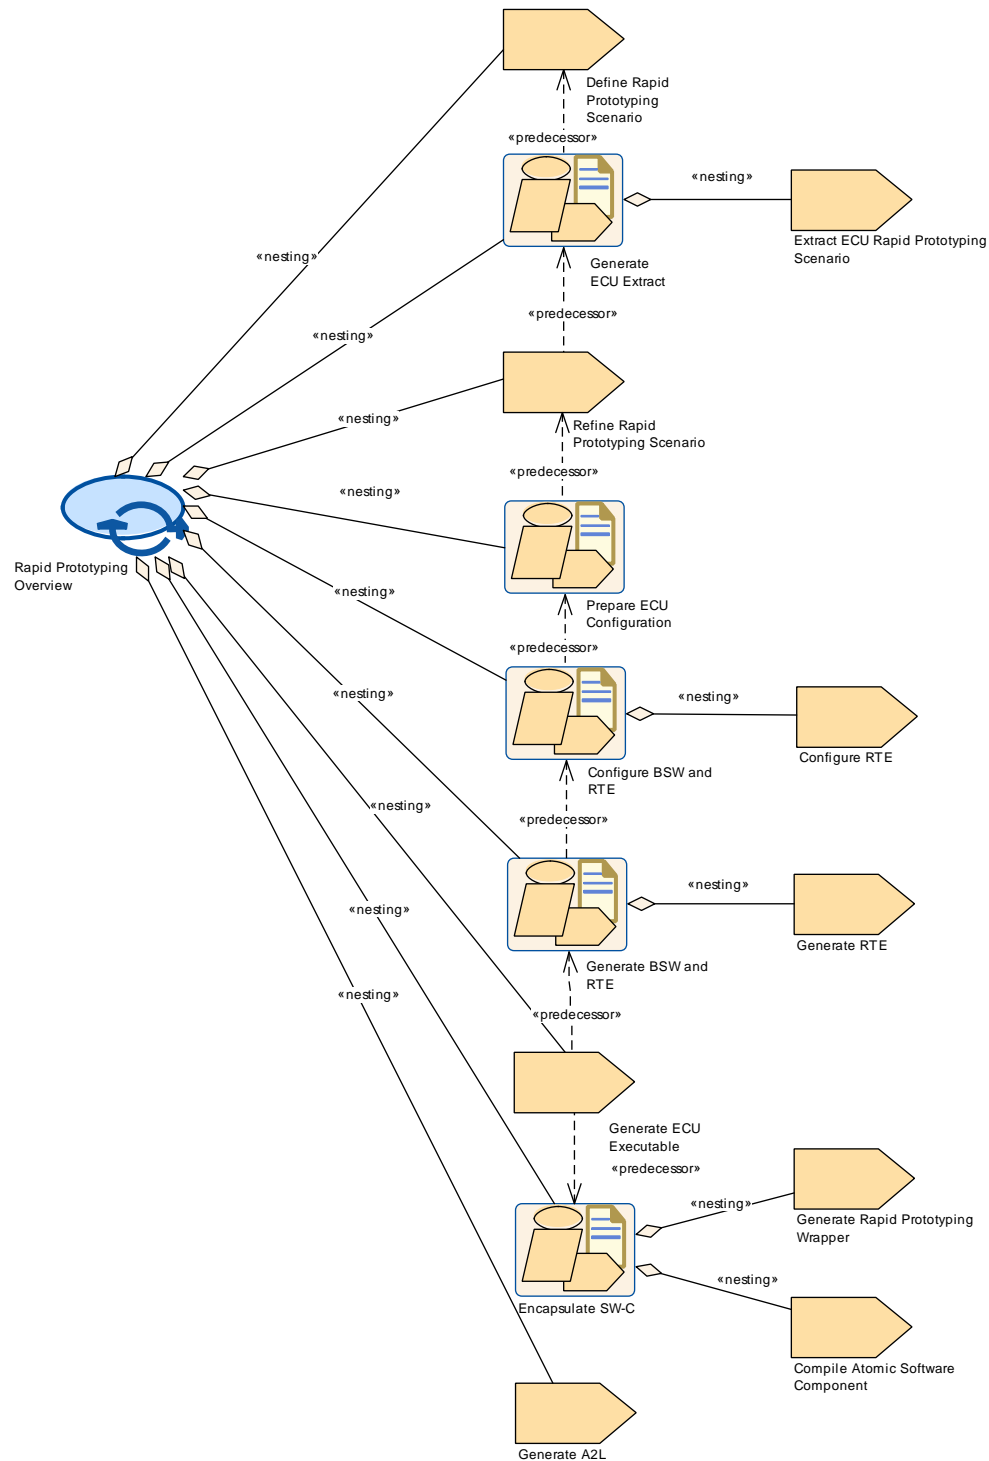 Define Rapid
Prototyping
Scenario
«predecessor»
«nesting»
Extract ECU Rapid Prototyping
Scenario
«nesting»
Generate
ECU Extract
«predecessor»
«nesting»
«nesting»
Refine Rapid
Prototyping Scenario
«predecessor»
«nesting»
Rapid Prototyping
Overview
«nesting»
Prepare ECU
Configuration
«predecessor»
«nesting»
«nesting»
Configure RTE
Configure BSW and
RTE
«nesting»
«predecessor»
«nesting»
«nesting»
Generate RTE
Generate BSW and
RTE
«nesting»
«predecessor»
Generate ECU
Executable
«predecessor»
«nesting»
Generate Rapid Prototyping
Wrapper
«nesting»
Encapsulate SW-C
Compile Atomic Software
Component
Generate A2L